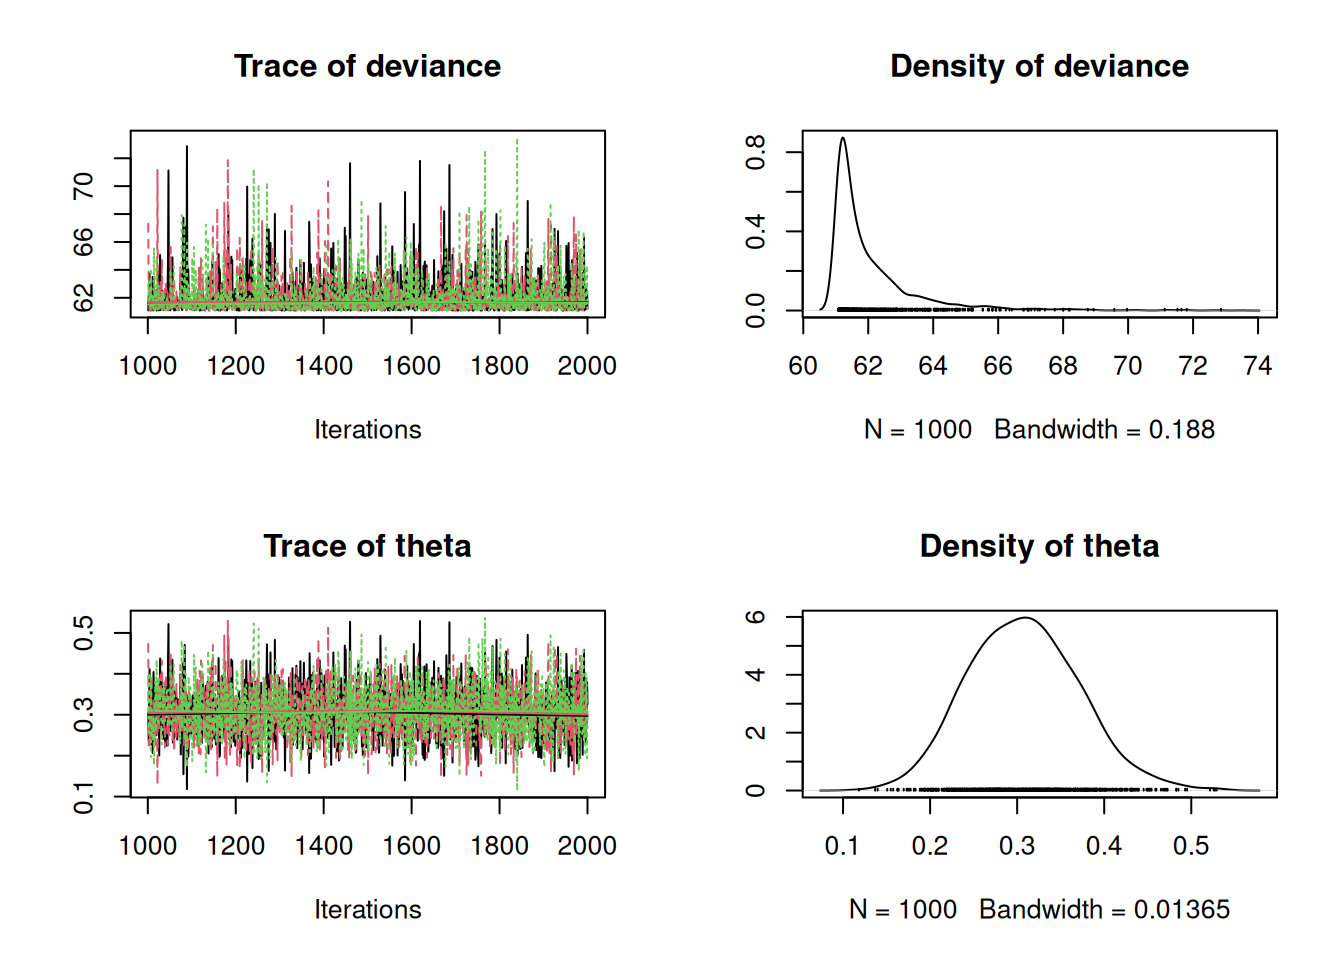 Trace of deviance
70
66
62
1000 1200 1400 1600 1800 2000
Iterations
Density of deviance
0.8
0.4
0.0
60 62 64 66 68 70 72 74
N = 1000 Bandwidth = 0.188
Trace of theta
0.5
0.3
0.1
1000 1200 1400 1600 1800 2000
Iterations
Density of theta
6
4
2
0
0.1 0.2 0.3 0.4 0.5
N = 1000 Bandwidth = 0.01365